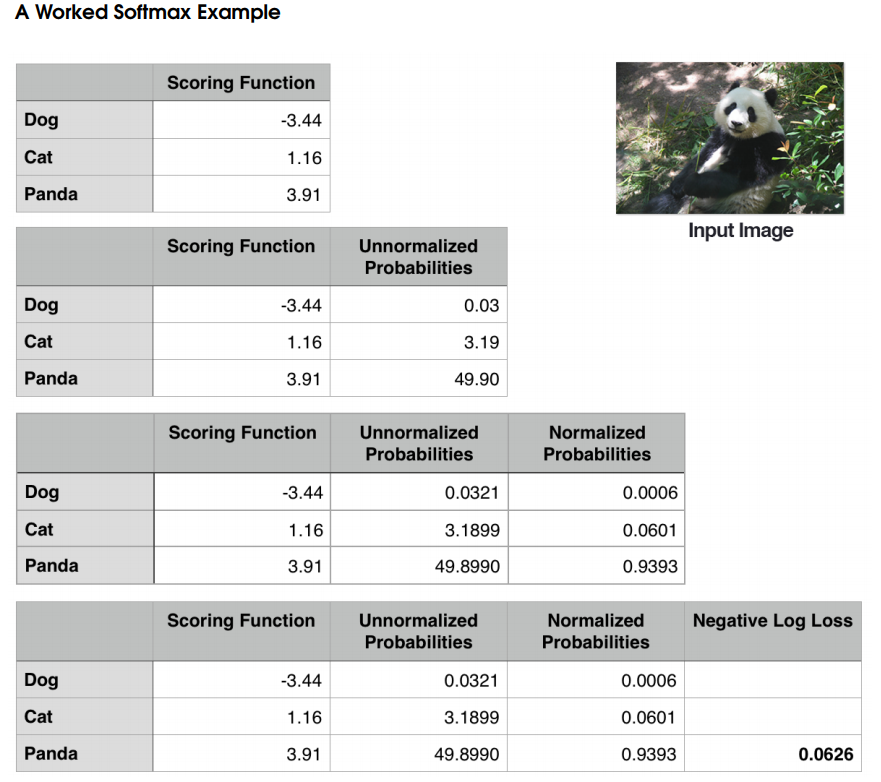 A Worked Softmax Example
Scoring Function
Dog -3.44
Cat 1.16
Panda 3.91
Input Image
Scoring Function Unnormalized Probabilities
Dog -3.44 0.03
Cat 1.16 3.19
Panda 3.91 49.90
Scoring Function Unnormalized Probabilities Normalized Probabilities
Dog -3.44 0.0321 0.0006
Cat 1.16 3.1899 0.0601
Panda 3.91 49.8990 0.9393
Scoring Function Unnormalized Probabilities Normalized Probabilities Negative Log Loss
Dog -3.44 0.0321 0.0006
Cat 1.16 3.1899 0.0601
Panda 3.91 49.8990 0.9393 0.0626